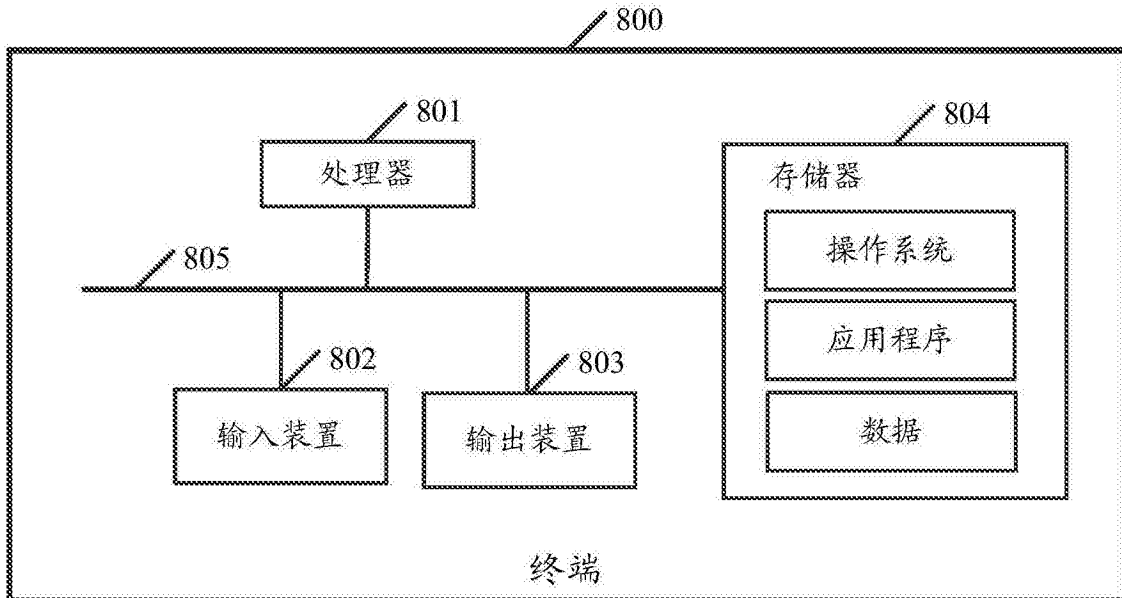 800
801
处理器
804
存储器
操作系统
应用程序
数据
805
802
输入装置
803
输出装置
终端